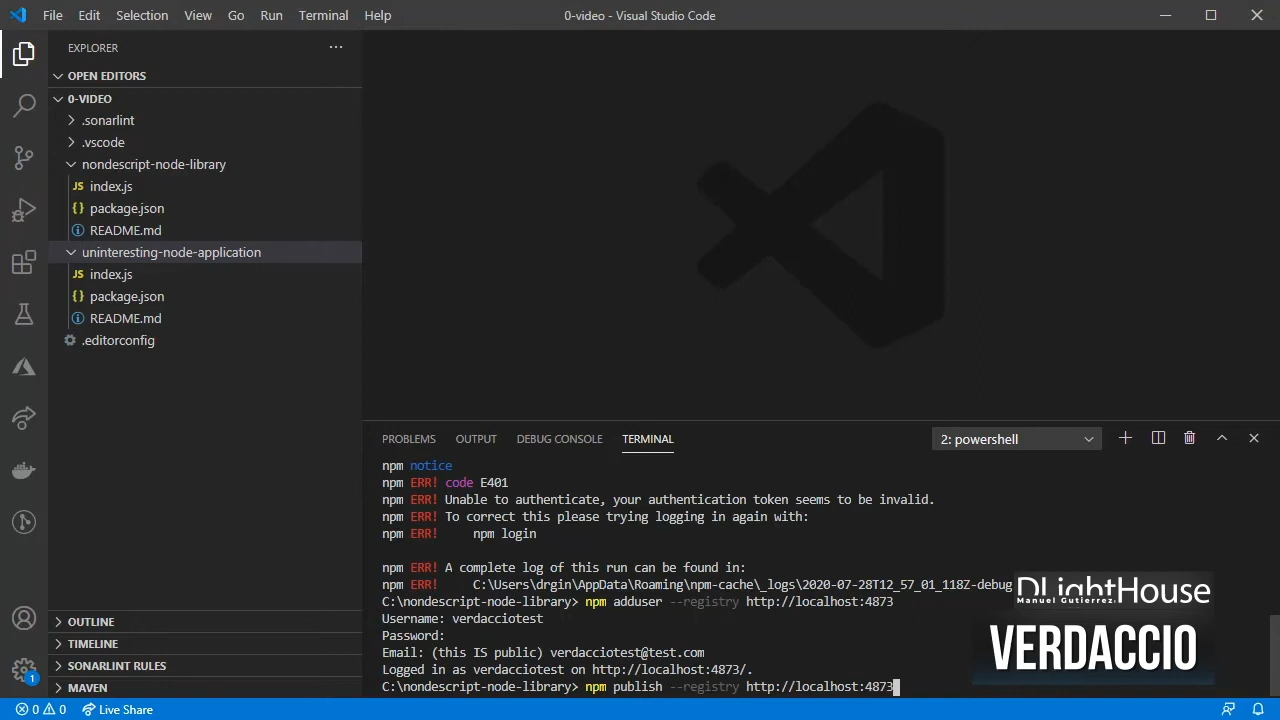 File Edit Selection View Go Run Terminal Help
0-video - Visual Studio Code
EXPLORER
OPEN EDITORS
0-VIDEO
.sonarlint
.vscode
nondescript-node-library
JS index.js
{} package.json
README.md
uninteresting-node-application
JS index.js
{} package.json
README.md
.editorconfig
OUTLINE
TIMELINE
SONARLINT RULES
MAVEN
1
PROBLEMS OUTPUT DEBUG CONSOLE TERMINAL
2: powershell
npm notice
npm ERR! code E401
npm ERR! Unable to authenticate, your authentication token seems to be invalid.
npm ERR! To correct this please trying logging in again with:
npm ERR!     npm login
npm ERR! A complete log of this run can be found in:
npm ERR!     C:\Users\drgin\AppData\Roaming\npm-cache\_logs\2020-07-28T12_57_01_118Z-debug
C:\nondescript-node-library> npm adduser --registry http://localhost:4873
Username: verdacciotest
Password:
Email: (this IS public) verdacciotest@test.com
Logged in as verdacciotest on http://localhost:4873/.
C:\nondescript-node-library> npm publish --registry http://localhost:4873
DLightHouse
Manuel Gutierrez
VERDACCIO
0 0 Live Share